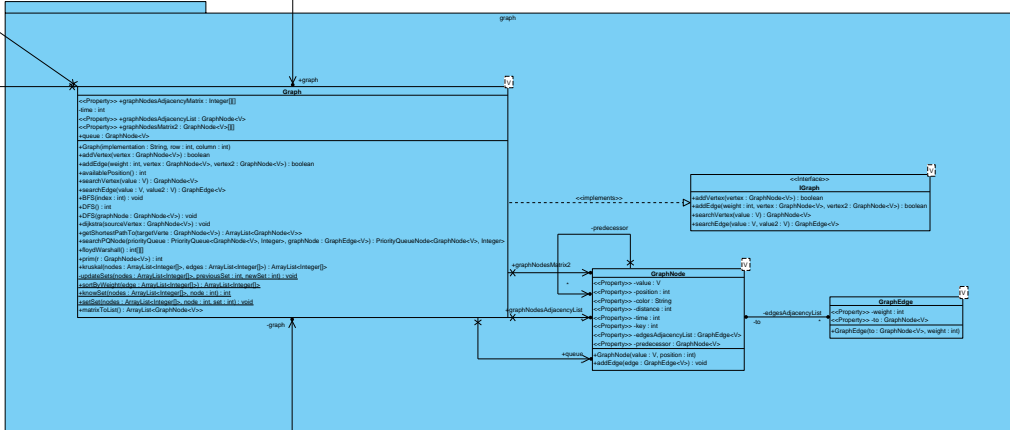 graph
+graph
V
Graph
<<Property>> +graphNodesAdjacencyMatrix : Integer[][]
-time : int
<<Property>> +graphNodesAdjacencyList : GraphNode<V>
<<Property>> +graphNodesMatrix2 : GraphNode<V>[][]
+queue : GraphNode<V>
+Graph(implementation : String, row : int, column : int)
+addVertex(vertex : GraphNode<V>) : boolean
+addEdge(weight : int, vertex : GraphNode<V>, vertex2 : GraphNode<V>) : boolean
+availablePosition() : int
+searchVertex(value : V) : GraphNode<V>
+searchEdge(value : V, value2 : V) : GraphEdge<V>
+BFS(index : int) : void
+DFS() : int
+DFS(graphNode : GraphNode<V>) : void
+dijkstra(sourceVertex : GraphNode<V>) : void
+getShortestPathTo(targetVerte : GraphNode<V>) : ArrayList<GraphNode<V>>
+searchPQNode(priorityQueue : PriorityQueue<GraphNode<V>, Integer>, graphNode : GraphEdge<V>) : PriorityQueueNode<GraphNode<V>, Integer>
+floydWarshall() : int[][]
+prim(r : GraphNode<V>) : int
+kruskal(nodes : ArrayList<Integer[]>, edges : ArrayList<Integer[]>) : ArrayList<Integer[]>
-updateSets(nodes : ArrayList<Integer[]>, previousSet : int, newSet : int) : void
+sortByWeight(edge : ArrayList<Integer[]>) : ArrayList<Integer[]>
+knowSet(nodes : ArrayList<Integer[]>, node : int) : int
+setSet(nodes : ArrayList<Integer[]>, node : int, set : int) : void
+matrixToList() : ArrayList<GraphNode<V>>
-graph
<<implements>>
V
<<Interface>>
IGraph
+addVertex(vertex : GraphNode<V>) : boolean
+addEdge(weight : int, vertex : GraphNode<V>, vertex2 : GraphNode<V>) : boolean
+searchVertex(value : V) : GraphNode<V>
+searchEdge(value : V, value2 : V) : GraphEdge<V>
-predecessor
+graphNodesMatrix2
*
+graphNodesAdjacencyList
+queue
V
GraphNode
<<Property>> -value : V
<<Property>> -position : int
<<Property>> -color : String
<<Property>> -distance : int
<<Property>> -time : int
<<Property>> -key : int
<<Property>> -edgesAdjacencyList : GraphEdge<V>
<<Property>> -predecessor : GraphNode<V>
+GraphNode(value : V, position : int)
+addEdge(edge : GraphEdge<V>) : void
-edgesAdjacencyList
-to
*
V
GraphEdge
<<Property>> -weight : int
<<Property>> -to : GraphNode<V>
+GraphEdge(to : GraphNode<V>, weight : int)